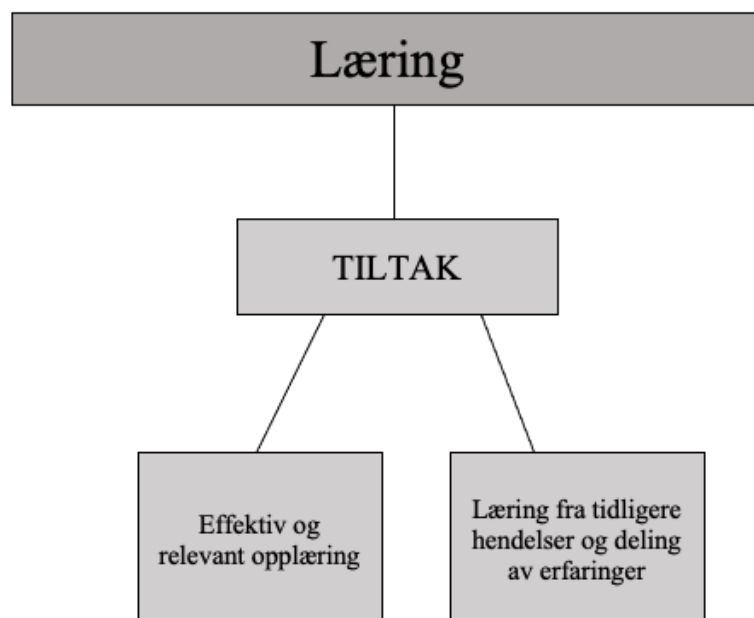 Læring
TILTAK
Effektiv og
relevant opplæring
Læring fra tidligere
hendelser og deling
av erfaringer